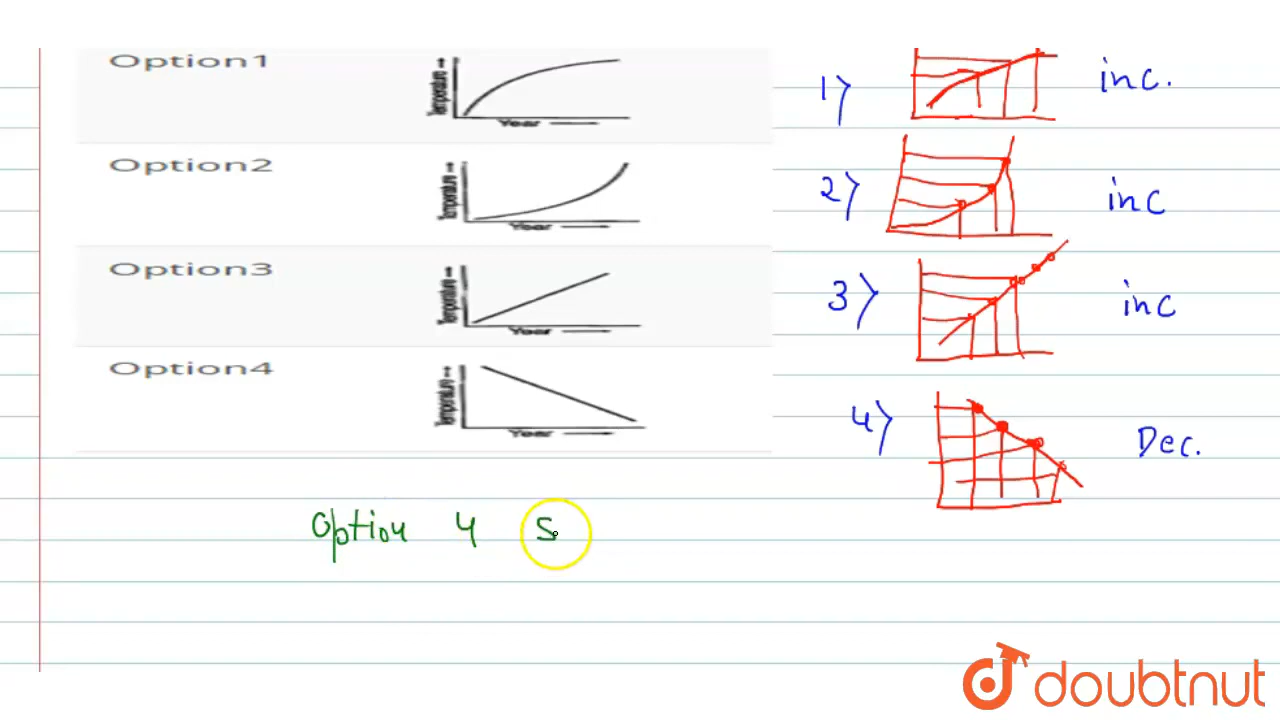 Option1
Temperature →
Year →
Option2
Temperature →
Year →
Option3
Temperature →
Year →
Option4
Temperature →
Year →
1) inc.
2) inc
3) inc
4) Dec.
Option 4 S
doubtnut